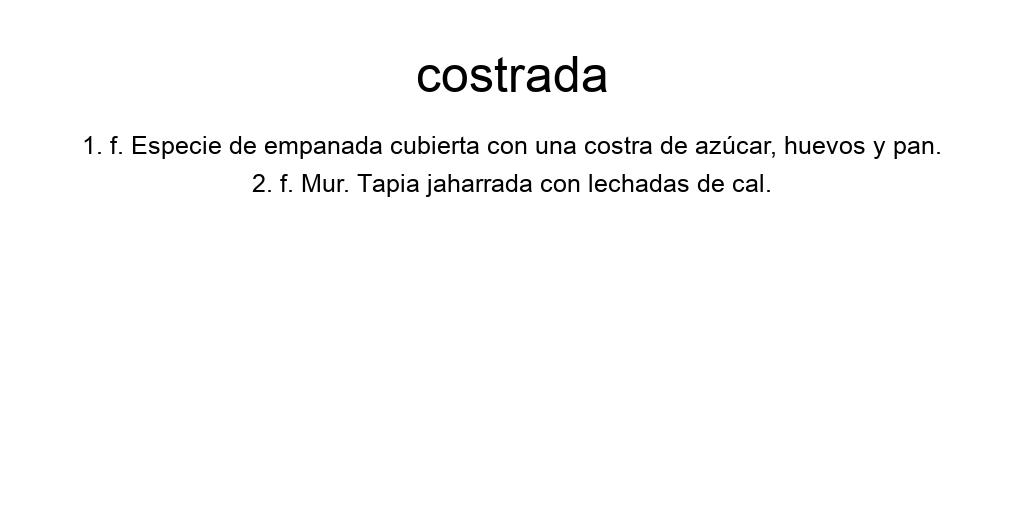 costrada
1. f. Especie de empanada cubierta con una costra de azúcar, huevos y pan.
2. f. Mur. Tapia jaharrada con lechadas de cal.